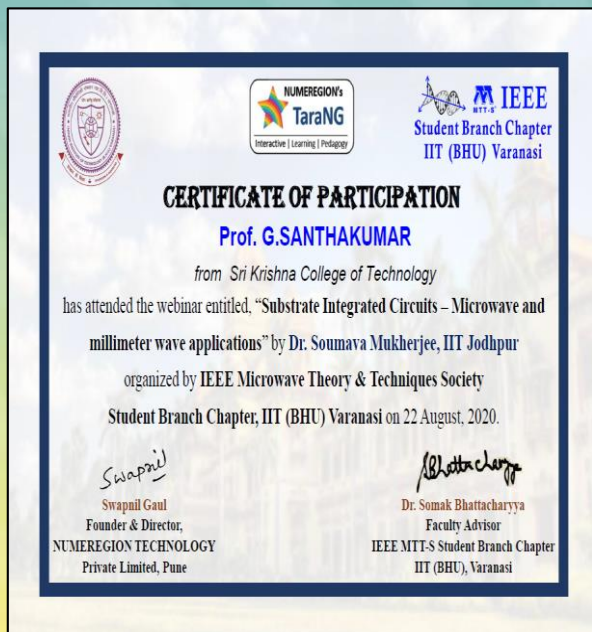 NUMEREGION's
TaraNG
Interactive | Learning | Pedagogy
MTT-S IEEE
Student Branch Chapter
IIT (BHU) Varanasi
CERTIFICATE OF PARTICIPATION
Prof. G.SANTHAKUMAR
from Sri Krishna College of Technology
has attended the webinar entitled, “Substrate Integrated Circuits – Microwave and
millimeter wave applications” by Dr. Soumava Mukherjee, IIT Jodhpur
organized by IEEE Microwave Theory & Techniques Society
Student Branch Chapter, IIT (BHU) Varanasi on 22 August, 2020.
Swapnil
Swapnil Gaul
Founder & Director,
NUMEREGION TECHNOLOGY
Private Limited, Pune
SBhattacharyya
Dr. Somak Bhattacharyya
Faculty Advisor
IEEE MTT-S Student Branch Chapter
IIT (BHU), Varanasi